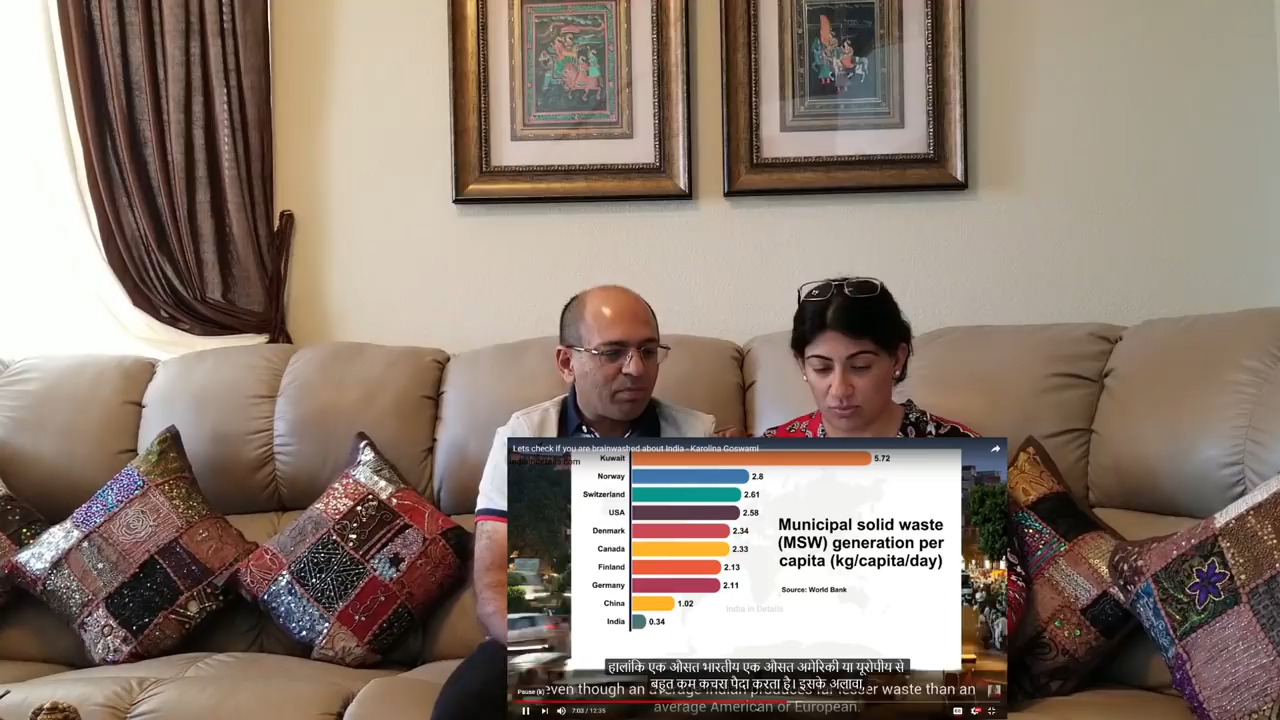 Lets check if you are brainwashed about India - Karolina Goswami
Kuwait 5.72
Norway 2.8
Switzerland 2.61
USA 2.58
Denmark 2.34
Canada 2.33
Finland 2.13
Germany 2.11
China 1.02
India 0.34
Municipal solid waste
(MSW) generation per
capita (kg/capita/day)
Source: World Bank
India in Details
हालांकि एक औसत भारतीय एक औसत अमेरिकी या यूरोपीय से
बहुत कम कचरा पैदा करता है। इसके अलावा,
Pause (k)
even though an average Indian produces far lesser waste than an
average American or European.
7:03 / 12:35